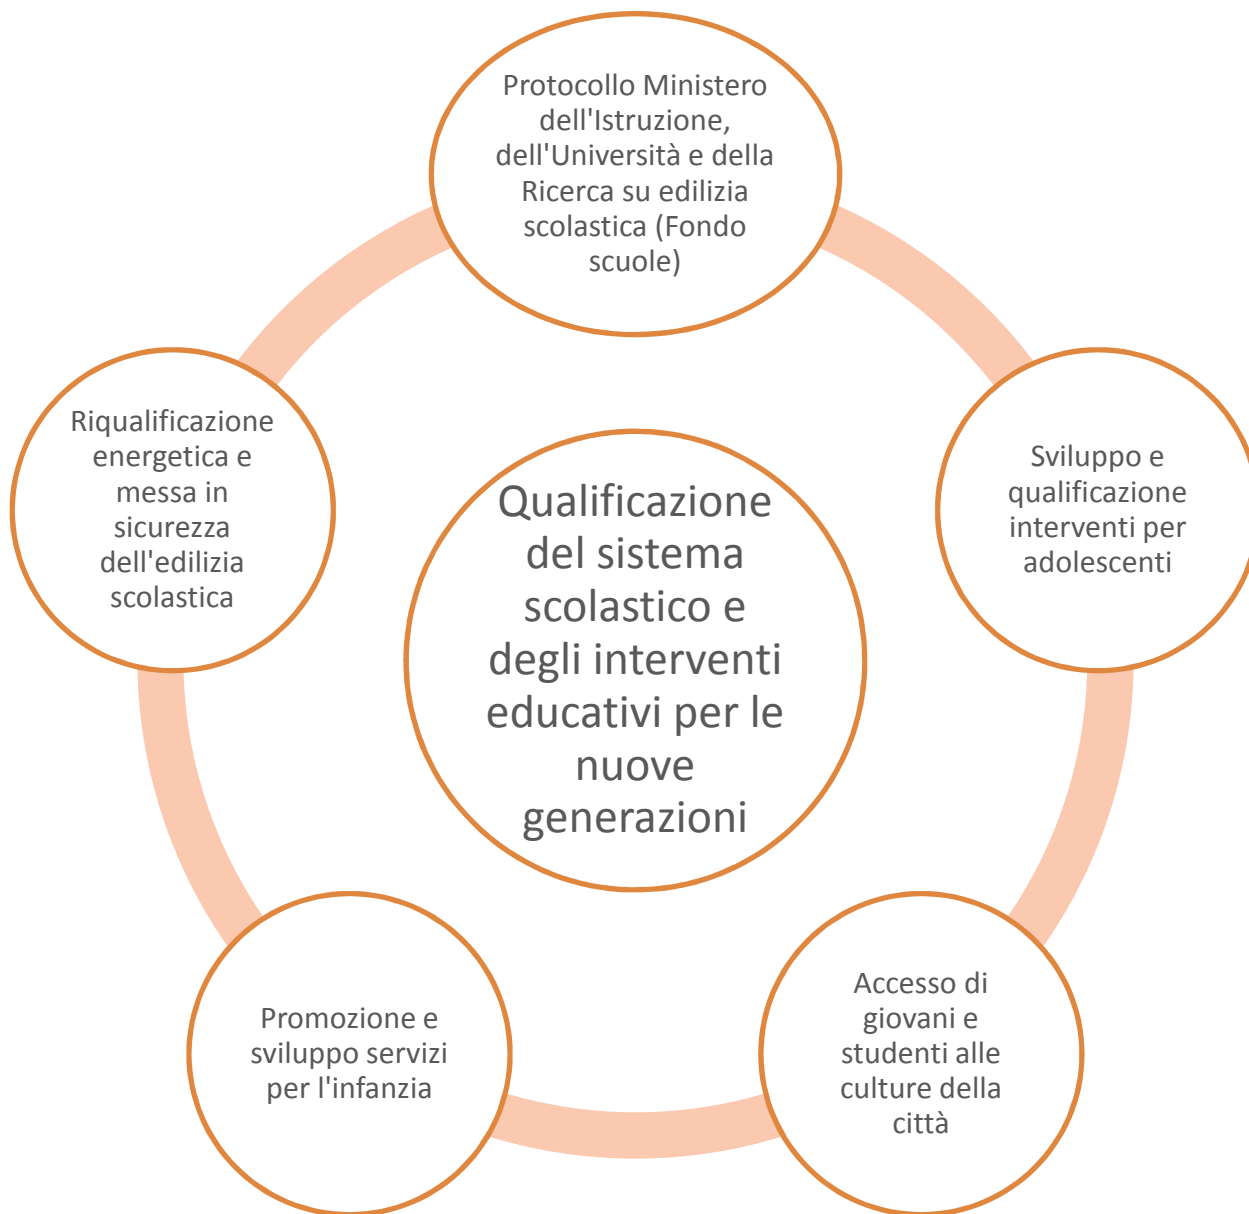 Protocollo Ministero
dell'Istruzione,
dell'Università e della
Ricerca su edilizia
scolastica (Fondo
scuole)
Sviluppo e
qualificazione
interventi per
adolescenti
Accesso di
giovani e
studenti alle
culture della
città
Promozione e
sviluppo servizi
per l'infanzia
Riqualificazione
energetica e
messa in
sicurezza
dell'edilizia
scolastica
Qualificazione
del sistema
scolastico e
degli interventi
educativi per le
nuove
generazioni